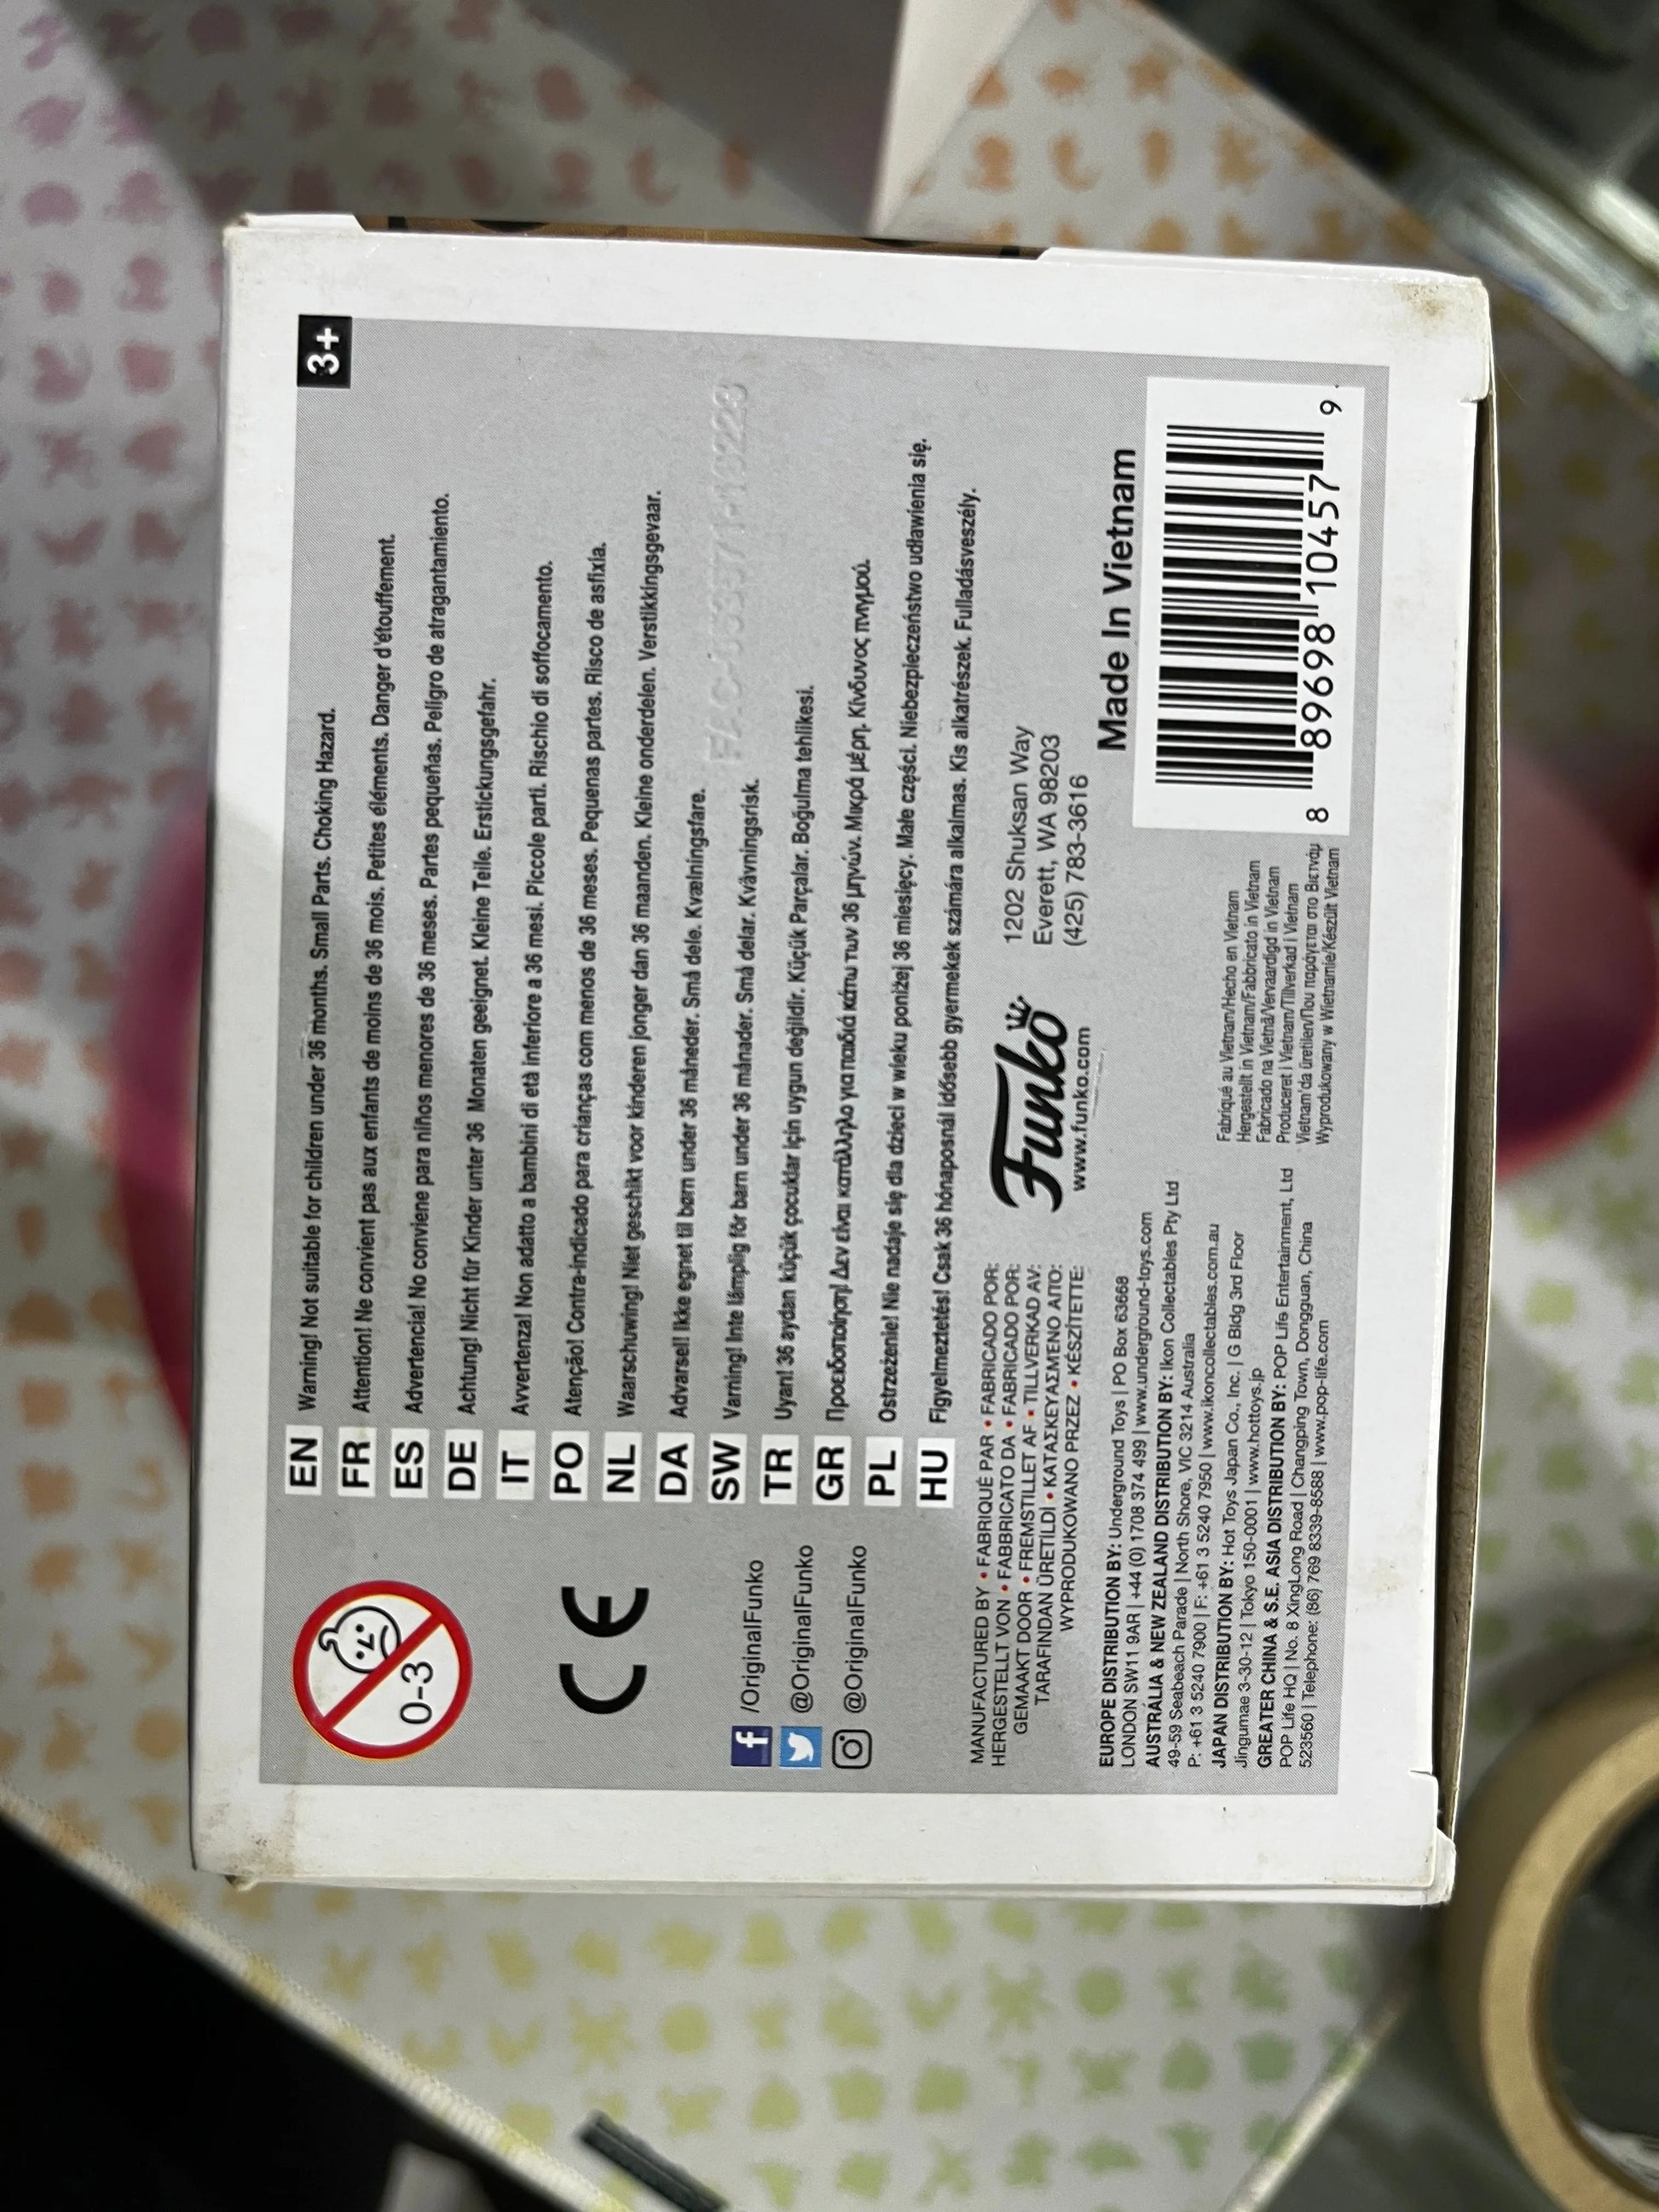 3+
0-3
EN Warning! Not suitable for children under 36 months. Small Parts. Choking Hazard.
FR Attention! Ne convient pas aux enfants de moins de 36 mois. Petites éléments. Danger d'étouffement.
ES Advertencia! No conviene para niños menores de 36 meses. Partes pequeñas. Peligro de atragantamiento.
DE Achtung! Nicht für Kinder unter 36 Monaten geeignet. Kleine Teile. Erstickungsgefahr.
IT Avvertenza! Non adatto a bambini di età inferiore a 36 mesi. Piccole parti. Rischio di soffocamento.
PO Atenção! Contra-indicado para crianças com menos de 36 meses. Pequenas partes. Risco de asfixia.
NL Waarschuwing! Niet geschikt voor kinderen jonger dan 36 maanden. Kleine onderdelen. Verstikkingsgevaar.
DA Advarsel! Ikke egnet til børn under 36 måneder. Små dele. Kvælningsfare.
SW Varning! Inte lämplig för barn under 36 månader. Små delar. Kvävningsrisk.
TR Uyarı! 36 aydan küçük çocuklar için uygun değildir. Küçük Parçalar. Boğulma tehlikesi.
GR Προειδοποίηση! Δεν είναι κατάλληλο για παιδιά κάτω των 36 μηνών. Μικρά μέρη. Κίνδυνος πνιγμού.
PL Ostrzeżenie! Nie nadaje się dla dzieci w wieku poniżej 36 miesięcy. Małe części. Niebezpieczeństwo udławienia się.
HU Figyelmeztetés! Csak 36 hónaposnál idősebb gyermekek számára alkalmas. Kis alkatrészek. Fulladásveszély.
CE
f /OriginalFunko
@OriginalFunko
@OriginalFunko
MANUFACTURED BY • FABRIQUÉ PAR • FABRICADO POR:
HERGESTELLT VON • FABBRICATO DA • FABRICADO POR:
GEMAAKT DOOR • FREMSTILLET AF • TILLVERKAD AV:
TARAFINDAN ÜRETILDI • ΚΑΤΑΣΚΕΥΑΣΜΕΝΟ ΑΠΟ:
WYPRODUKOWANO PRZEZ • KÉSZÍTETTE:
Funko
www.funko.com
1202 Shuksan Way
Everett, WA 98203
(425) 783-3616
EUROPE DISTRIBUTION BY: Underground Toys | PO Box 63668
LONDON SW11 9AR | +44 (0) 1708 374 499 | www.underground-toys.com
AUSTRALIA & NEW ZEALAND DISTRIBUTION BY: Ikon Collectables Pty Ltd
49-59 Seabeach Parade | North Shore, VIC 3214 Australia
P: +61 3 5240 7900 | F: +61 3 5240 7950 | www.ikoncollectables.com.au
JAPAN DISTRIBUTION BY: Hot Toys Japan Co., Inc. | G Bldg 3rd Floor
Jingumae 3-30-12 | Tokyo 150-0001 | www.hottoys.jp
GREATER CHINA & S.E. ASIA DISTRIBUTION BY: POP Life Entertainment, Ltd
POP Life HQ | No. 8 XingLong Road | Changping Town, Dongguan, China
523560 | Telephone: (86) 769 8339-8588 | www.pop-life.com
Fabriqué au Vietnam/Hecho en Vietnam
Hergestellt in Vietnam/Fabbricato in Vietnam
Fabricado na Vietnã/Vervaardigd in Vietnam
Produceret i Vietnam/Tillverkad i Vietnam
Vietnam'da üretilen/Που παράγεται στο Βιετνάμ
Wyprodukowany w Wietnamie/Készült Vietnam
Made In Vietnam
8 89698 10457 9